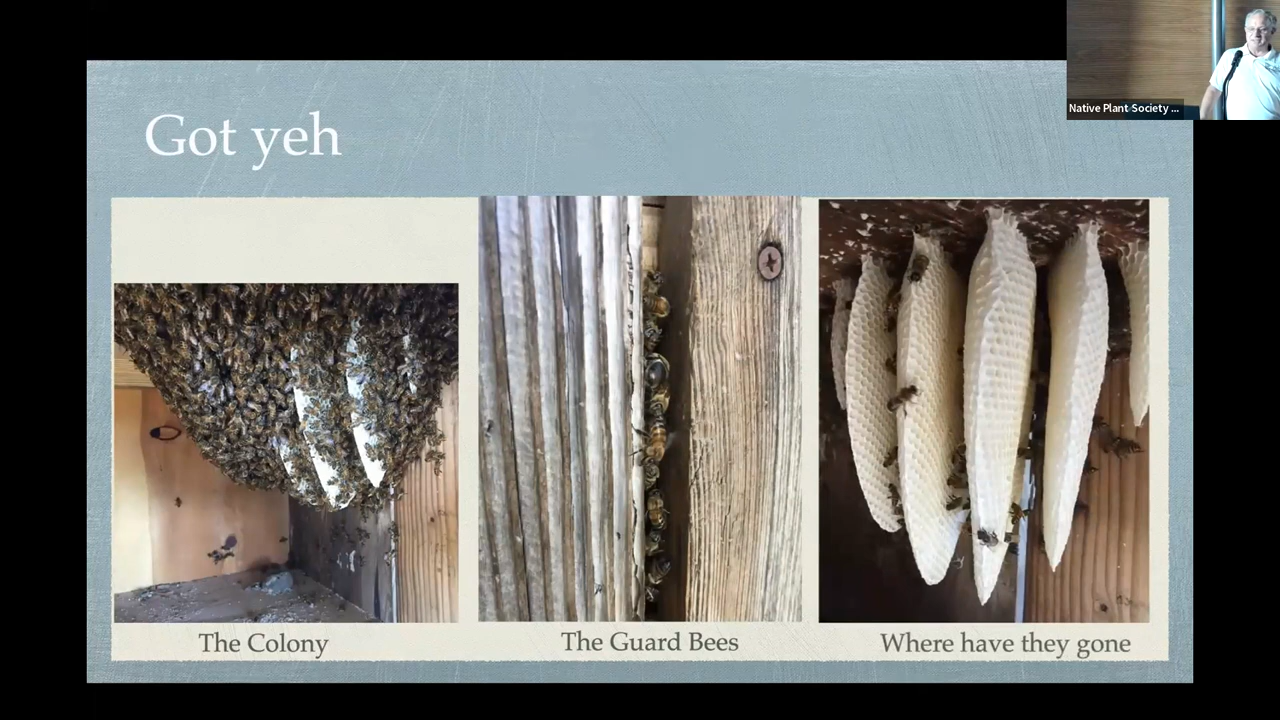 Native Plant Society ...
Got yeh
The Colony
The Guard Bees
Where have they gone